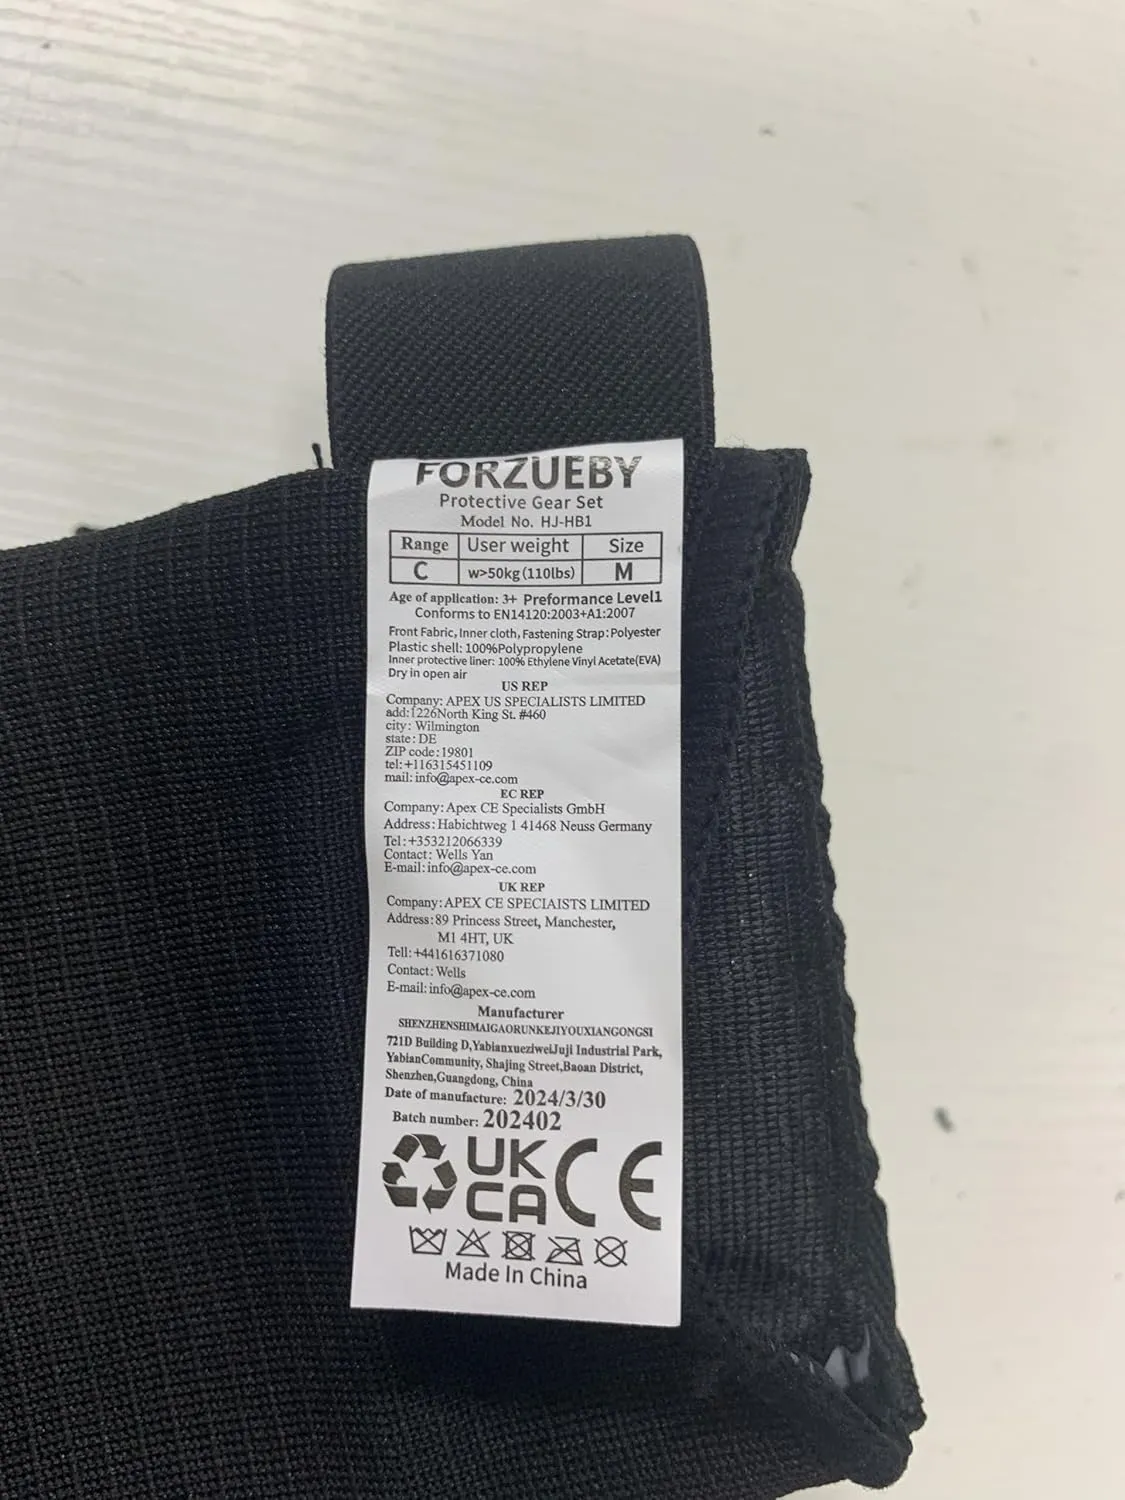 FORZUEBY
Protective Gear Set
Model No. HJ-HB1
Range User weight Size
C w>50kg(110lbs) M
Age of application: 3+ Preformance Level1
Conforms to EN14120:2003+A1:2007
Front Fabric, Inner cloth, Fastening Strap: Polyester
Plastic shell: 100%Polypropylene
Inner protective liner: 100% Ethylene Vinyl Acetate(EVA)
Dry in open air
US REP
Company: APEX US SPECIALISTS LIMITED
add:1226North King St. #460
city: Wilmington
state: DE
ZIP code:19801
tel:+116315451109
mail: info@apex-ce.com
EC REP
Company: Apex CE Specialists GmbH
Address: Habichtweg 1 41468 Neuss Germany
Tel:+353212066339
Contact: Wells Yan
E-mail: info@apex-ce.com
UK REP
Company: APEX CE SPECIAISTS LIMITED
Address: 89 Princess Street, Manchester,
M1 4HT, UK
Tell:+441616371080
Contact: Wells
E-mail: info@apex-ce.com
Manufacturer
SHENZHENSHIMAIGAORUNKEJIYOUXIANGONGSI
721D Building D,YabianxueziweiJuji Industrial Park,
YabianCommunity, Shajing Street,Baoan District,
Shenzhen,Guangdong, China
Date of manufacture: 2024/3/30
Batch number: 202402
UK
CA CE
Made In China